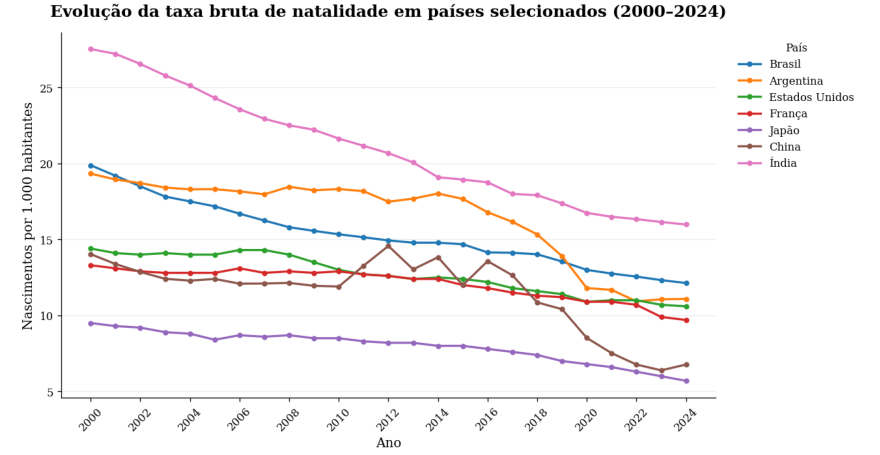 Evolução da taxa bruta de natalidade em países selecionados (2000–2024)
Nascimentos por 1.000 habitantes
25
20
15
10
5
2000
2002
2004
2006
2008
2010
2012
2014
2016
2018
2020
2022
2024
Ano
País
Brasil
Argentina
Estados Unidos
França
Japão
China
Índia